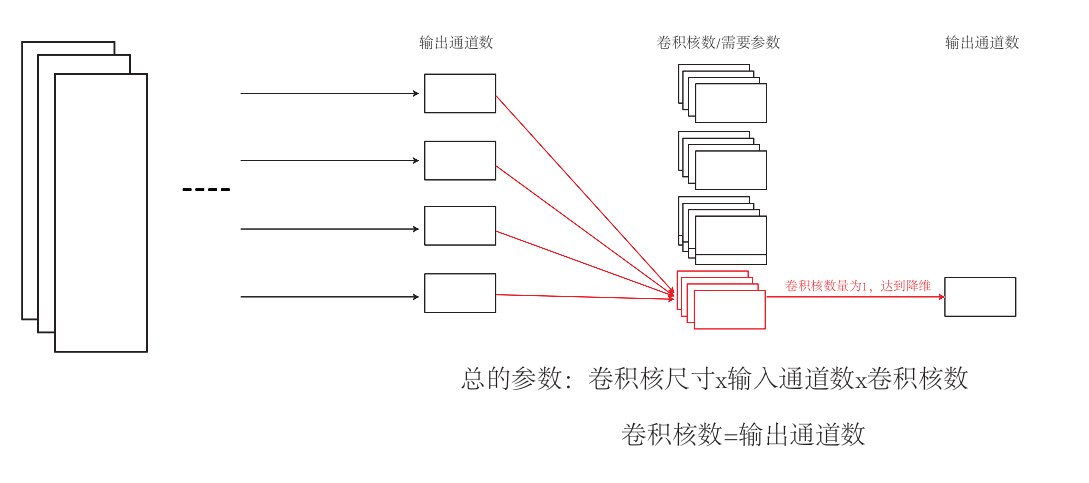 输出通道数
卷积核数/需要参数
输出通道数
卷积核数量为1，达到降维
总的参数：卷积核尺寸x输入通道数x卷积核数
卷积核数=输出通道数